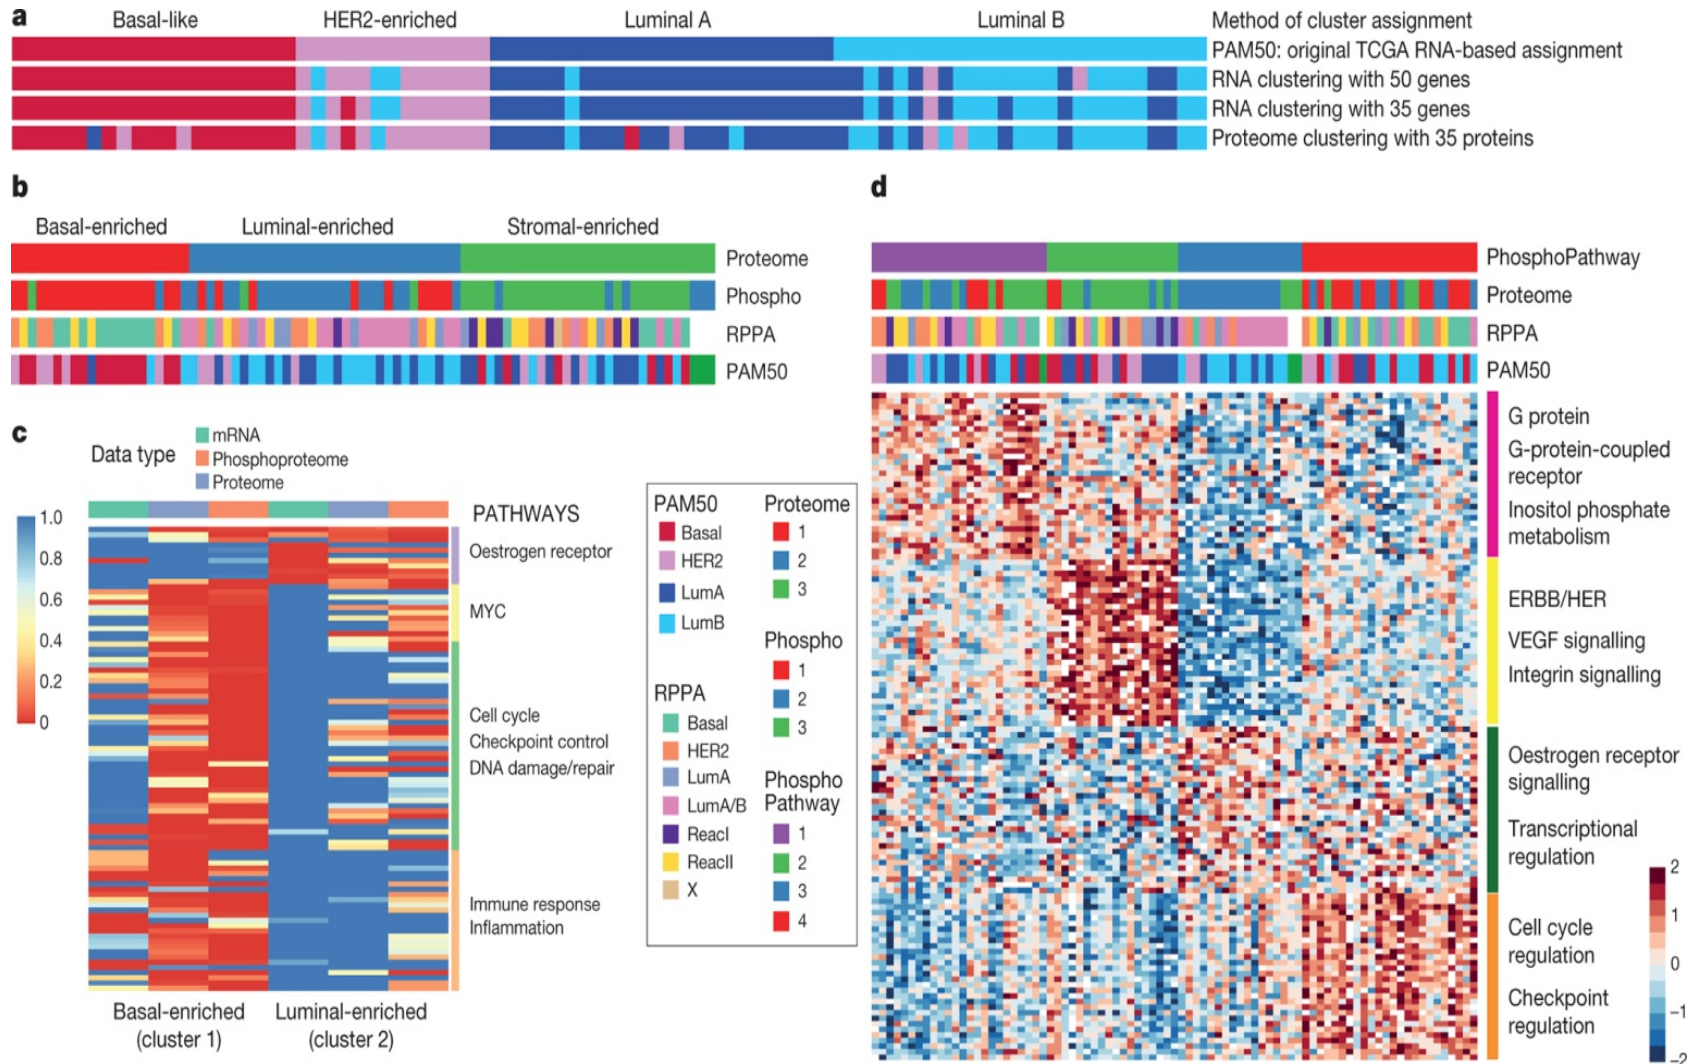 a
Basal-like HER2-enriched Luminal A Luminal B Method of cluster assignment
PAM50: original TCGA RNA-based assignment
RNA clustering with 50 genes
RNA clustering with 35 genes
Proteome clustering with 35 proteins
b
Basal-enriched Luminal-enriched Stromal-enriched
Proteome
Phospho
RPPA
PAM50
c
Data type
mRNA
Phosphoproteome
Proteome
1.0
0.8
0.6
0.4
0.2
0
PATHWAYS
Oestrogen receptor
MYC
Cell cycle
Checkpoint control
DNA damage/repair
Immune response
Inflammation
Basal-enriched
(cluster 1)
Luminal-enriched
(cluster 2)
PAM50
Basal
HER2
LumA
LumB
RPPA
Basal
HER2
LumA
LumA/B
ReacI
ReacII
X
Proteome
1
2
3
Phospho
1
2
3
Phospho
Pathway
1
2
3
4
d
PhosphoPathway
Proteome
RPPA
PAM50
G protein
G-protein-coupled
receptor
Inositol phosphate
metabolism
ERBB/HER
VEGF signalling
Integrin signalling
Oestrogen receptor
signalling
Transcriptional
regulation
Cell cycle
regulation
Checkpoint
regulation
2
1
0
–1
–2